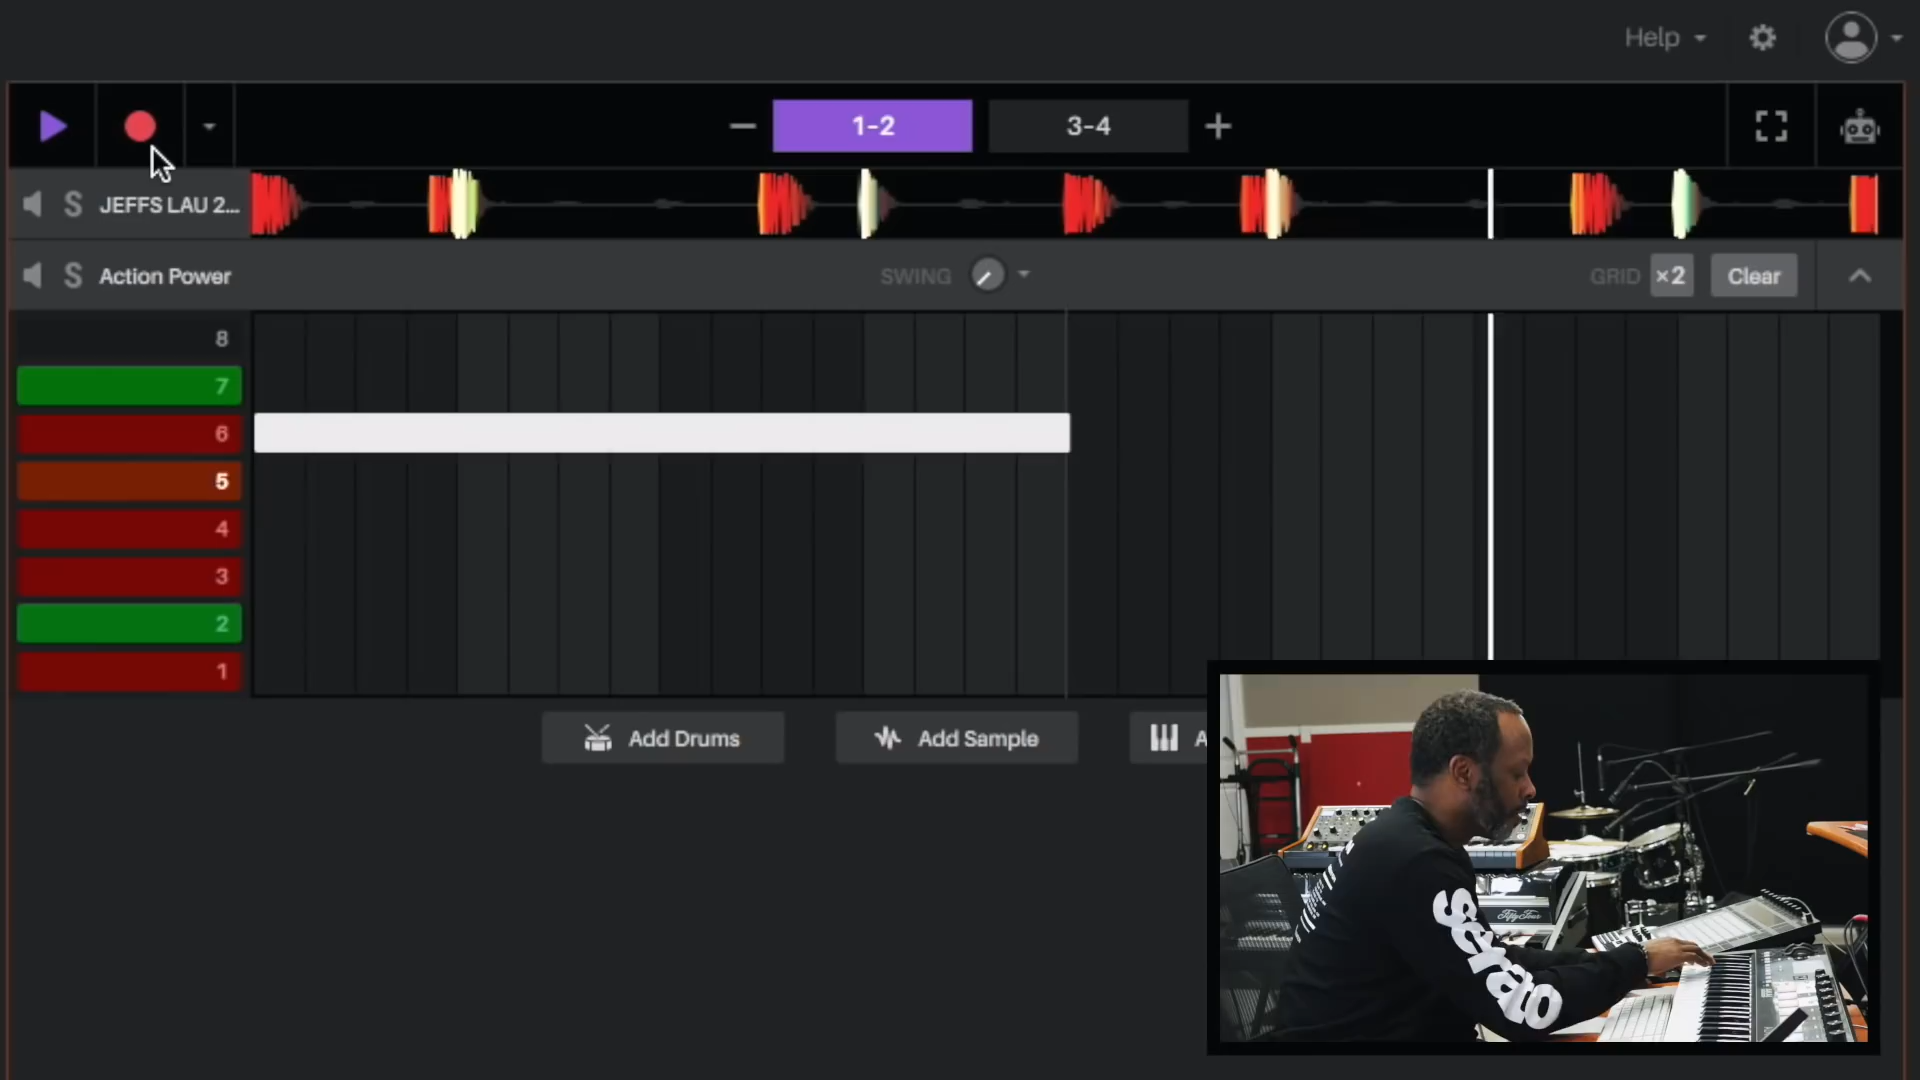 Help
1-2
3-4
S JEFFS LAU 2...
S Action Power
SWING
GRID ×2 Clear
8
7
6
5
4
3
2
1
Add Drums
Add Sample
A
serato
FiftyFour